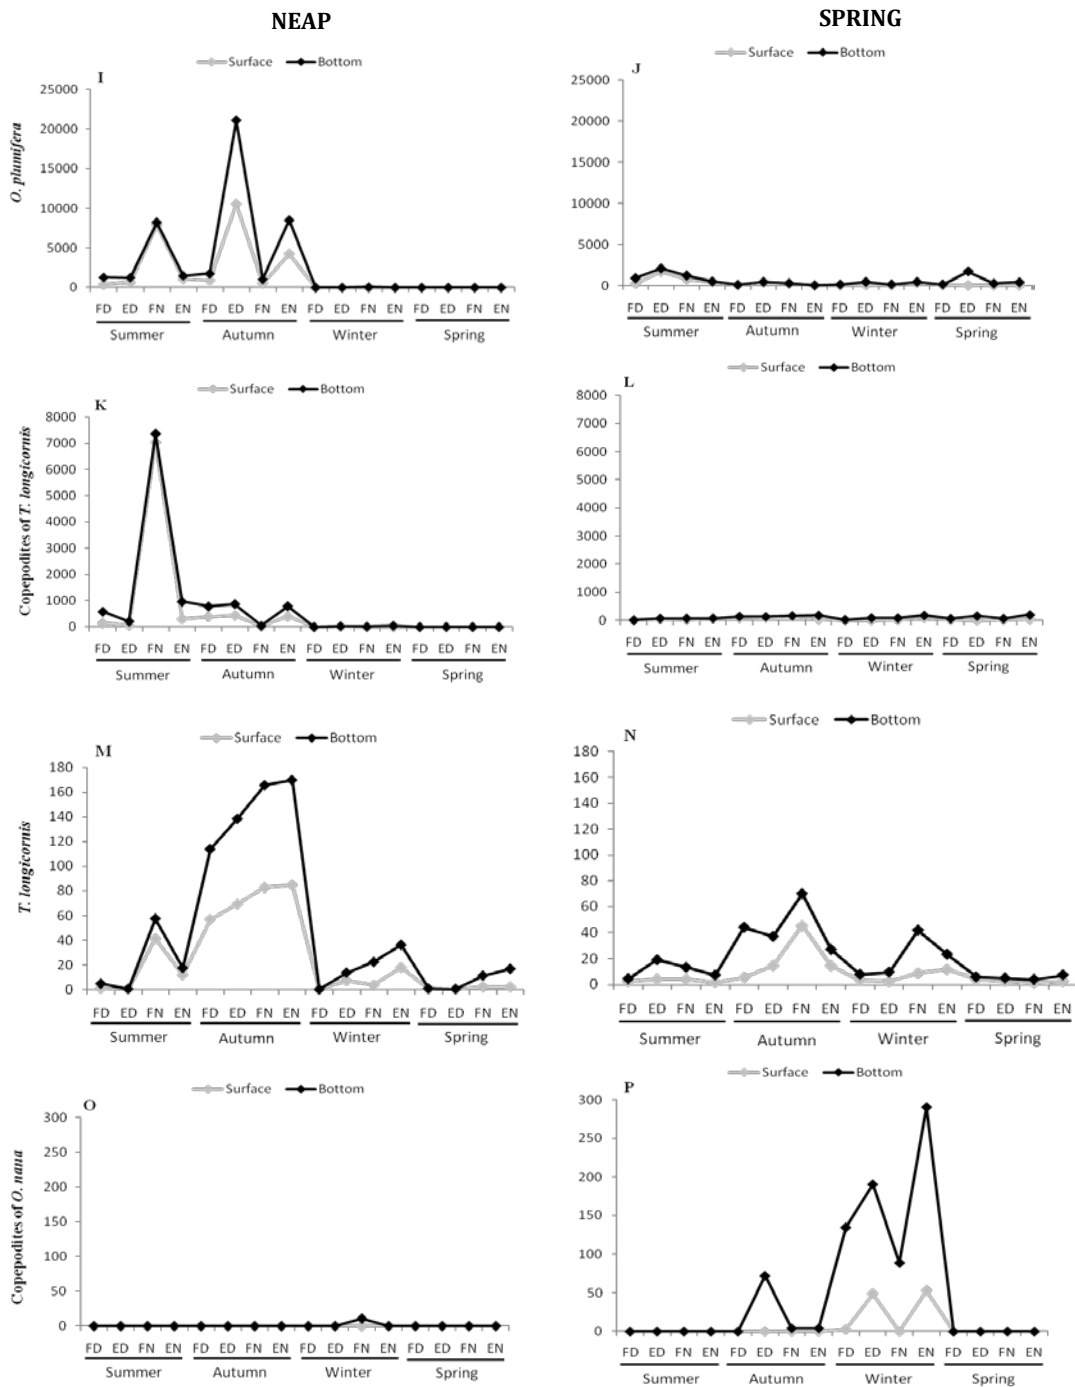 NEAP
SPRING
I
Surface Bottom
25000
20000
15000
10000
5000
0
O. plumifera
FD ED FN EN FD ED FN EN FD ED FN EN FD ED FN EN
Summer Autumn Winter Spring
J
Surface Bottom
25000
20000
15000
10000
5000
0
FD ED FN EN FD ED FN EN FD ED FN EN FD ED FN EN
Summer Autumn Winter Spring
K
Surface Bottom
8000
7000
6000
5000
4000
3000
2000
1000
0
Copepodites of T. longicornis
FD ED FN EN FD ED FN EN FD ED FN EN FD ED FN EN
Summer Autumn Winter Spring
L
Surface Bottom
8000
7000
6000
5000
4000
3000
2000
1000
0
FD ED FN EN FD ED FN EN FD ED FN EN FD ED FN EN
Summer Autumn Winter Spring
M
Surface Bottom
180
160
140
120
100
80
60
40
20
0
T. longicornis
FD ED FN EN FD ED FN EN FD ED FN EN FD ED FN EN
Summer Autumn Winter Spring
N
Surface Bottom
180
160
140
120
100
80
60
40
20
0
FD ED FN EN FD ED FN EN FD ED FN EN FD ED FN EN
Summer Autumn Winter Spring
O
Surface Bottom
300
250
200
150
100
50
0
Copepodites of O. nana
FD ED FN EN FD ED FN EN FD ED FN EN FD ED FN EN
Summer Autumn Winter Spring
P
Surface Bottom
300
250
200
150
100
50
0
FD ED FN EN FD ED FN EN FD ED FN EN FD ED FN EN
Summer Autumn Winter Spring